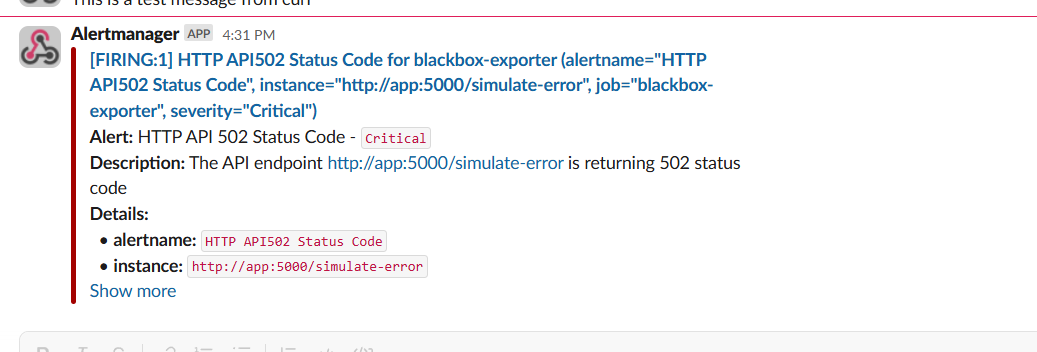 This is a test message from curl
Alertmanager APP 4:31 PM
[FIRING:1] HTTP API502 Status Code for blackbox-exporter (alertname="HTTP
API502 Status Code", instance="http://app:5000/simulate-error", job="blackbox-
exporter", severity="Critical")
Alert: HTTP API 502 Status Code - Critical
Description: The API endpoint http://app:5000/simulate-error is returning 502 status
code
Details:
• alertname: HTTP API502 Status Code
• instance: http://app:5000/simulate-error
Show more